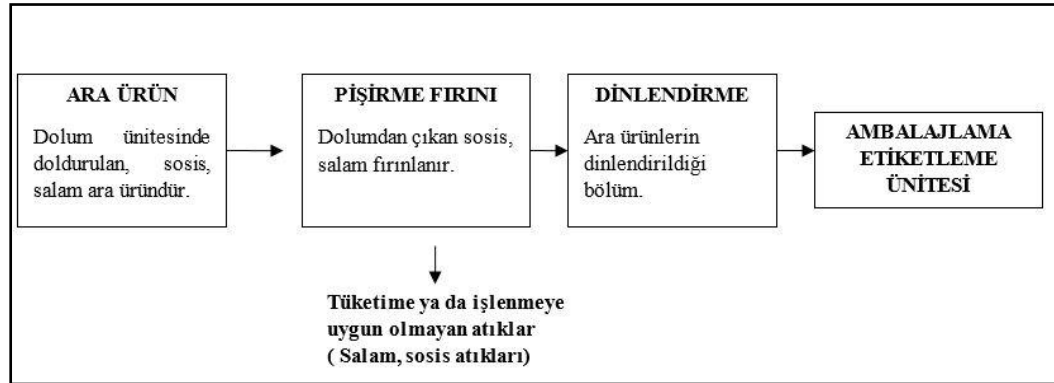 ARA ÜRÜN
Dolum ünitesinde
doldurulan, sosis,
salam ara üründür.
PİŞİRME FIRINI
Dolumdan çıkan sosis,
salam fırınlanır.
DİNLENDİRME
Ara ürünlerin
dinlendirildiği
bölüm.
AMBALAJLAMA
ETİKETLEME
ÜNİTESİ
Tüketime ya da işlenmeye
uygun olmayan atıklar
( Salam, sosis atıkları)